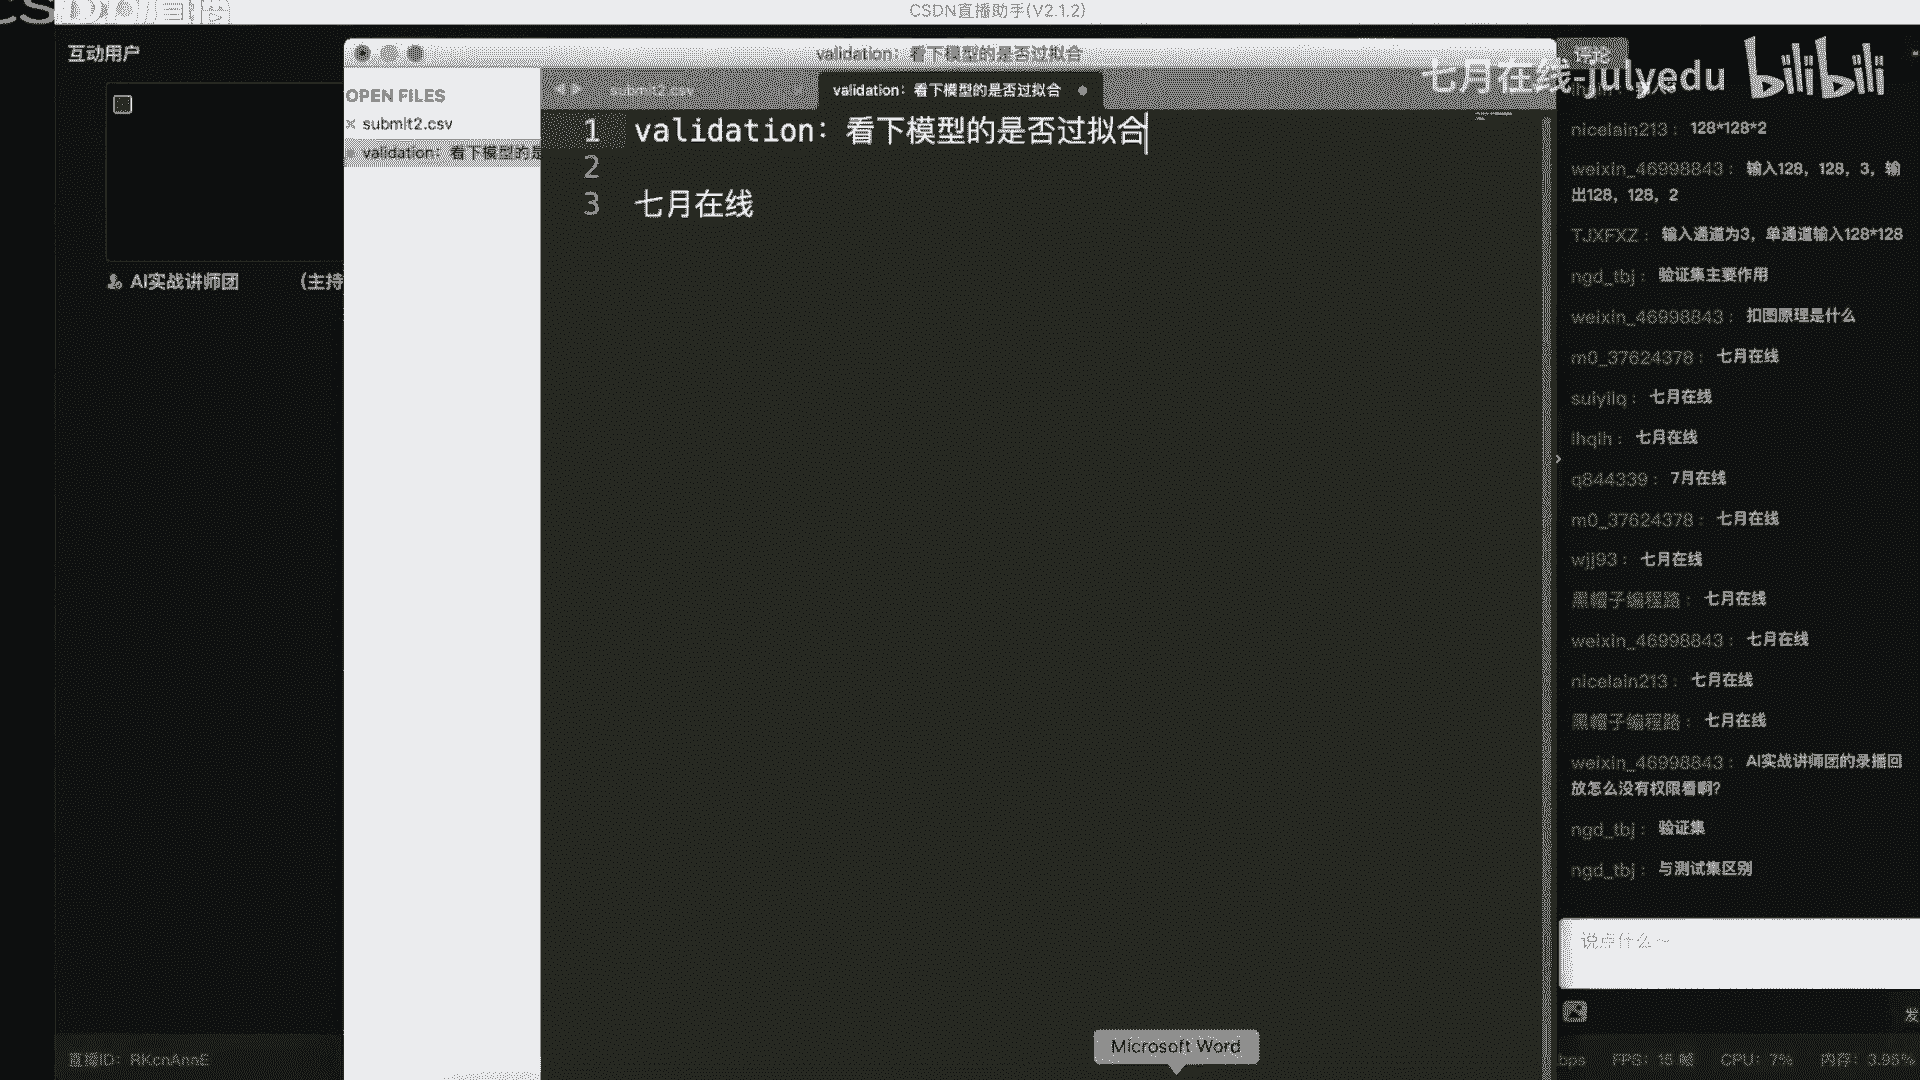 CSDN直播助手(V2.1.2)
互动用户
AI实战讲师团
(主持
直播ID: RKcnAnnE
validation: 看下模型的是否过拟合
OPEN FILES
submit2.csv
validation: 看下模型的是
submit2.csv
validation: 看下模型的是否过拟合
1 validation: 看下模型的是否过拟合
2
3 七月在线
Microsoft Word
评论
七月在线-julyedu bilibili
nicelain213: 128*128*2
weixin_46998843: 输入128, 128, 3, 输
出128, 128, 2
TJXFXZ: 输入通道为3, 单通道输入128*128
ngd_tbj: 验证集主要作用
weixin_46998843: 扣图原理是什么
m0_37624378: 七月在线
suiyilq: 七月在线
lhqlh: 七月在线
q844339: 7月在线
m0_37624378: 七月在线
wjj93: 七月在线
黑帽子编程路: 七月在线
weixin_46998843: 七月在线
nicelain213: 七月在线
黑帽子编程路: 七月在线
weixin_46998843: AI实战讲师团的录播回
放怎么没有权限看啊?
ngd_tbj: 验证集
ngd_tbj: 与测试集区别
说点什么~
发
bps FPS: 15 帧 CPU: 7% 内存: 3.95%